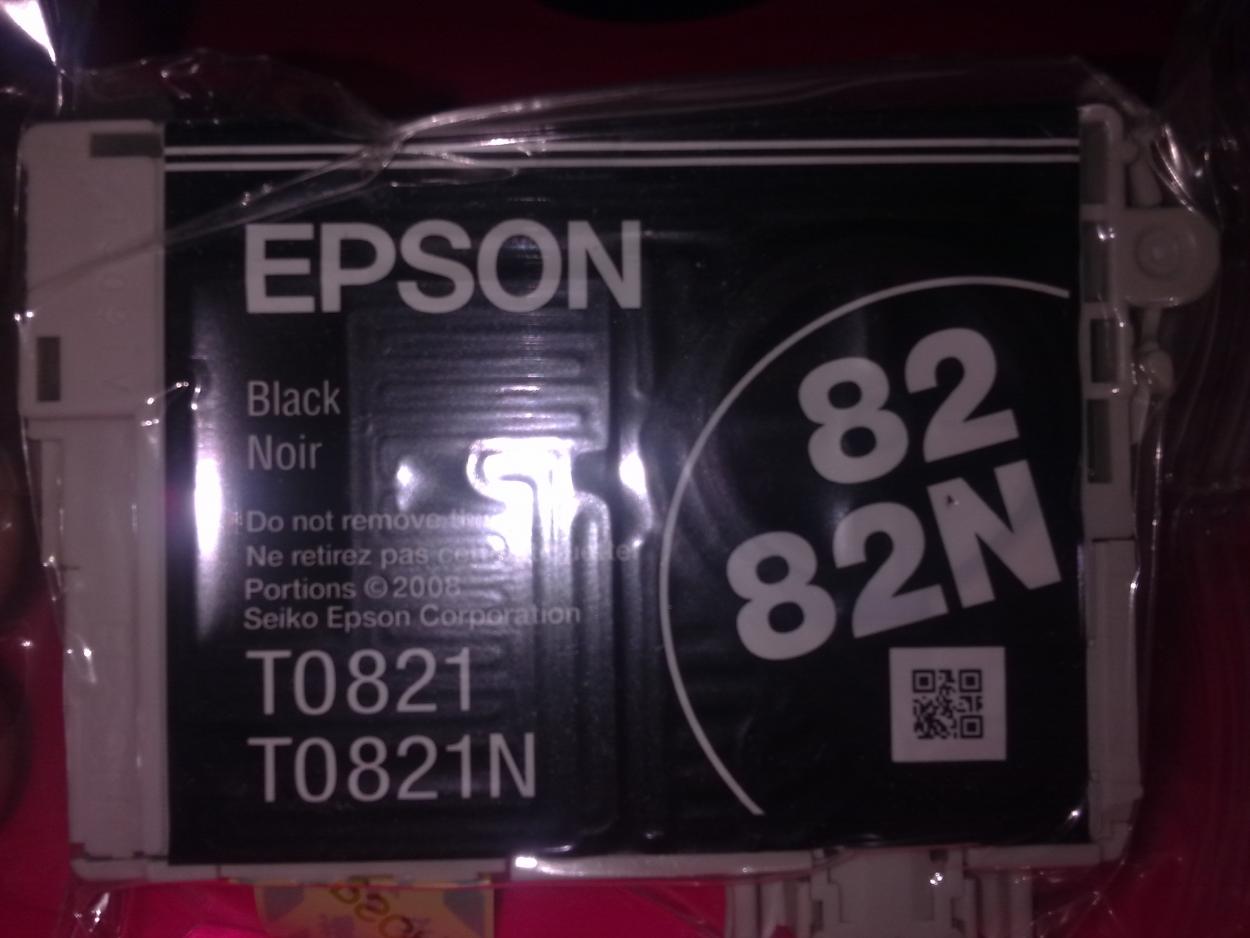 EPSON
Black
Noir
Do not remove
Ne retirez pas
Portions ©2008
Seiko Epson Corporation
T0821
T0821N
82
82N